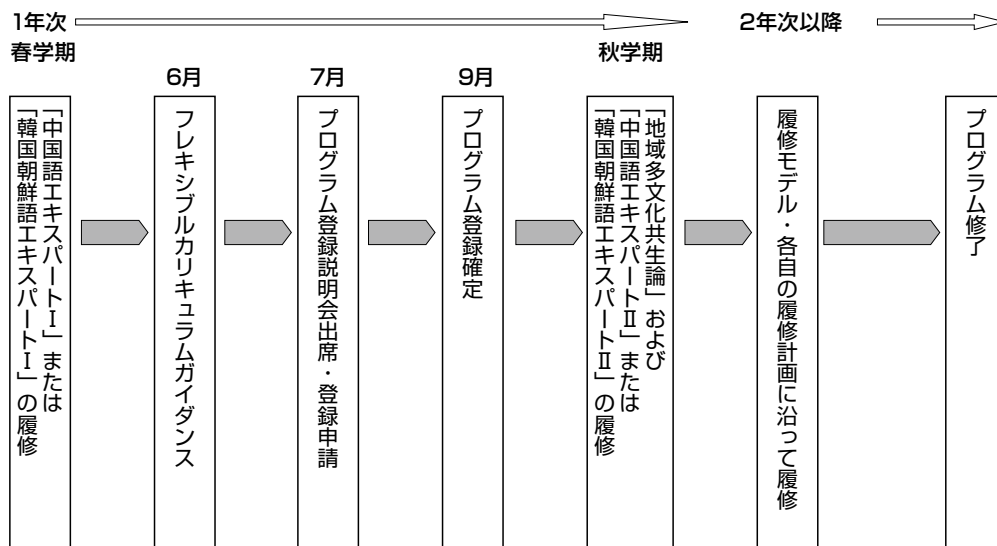 1年次
2年次以降
春学期
秋学期
6月
7月
9月
「中国語エキスパートⅠ」または
「韓国朝鮮語エキスパートⅠ」の履修
フレキシブルカリキュラムガイダンス
プログラム登録説明会出席・登録申請
プログラム登録確定
「地域多文化共生論」および
「中国語エキスパートⅡ」または
「韓国朝鮮語エキスパートⅡ」の履修
履修モデル・各自の履修計画に沿って履修
プログラム修了